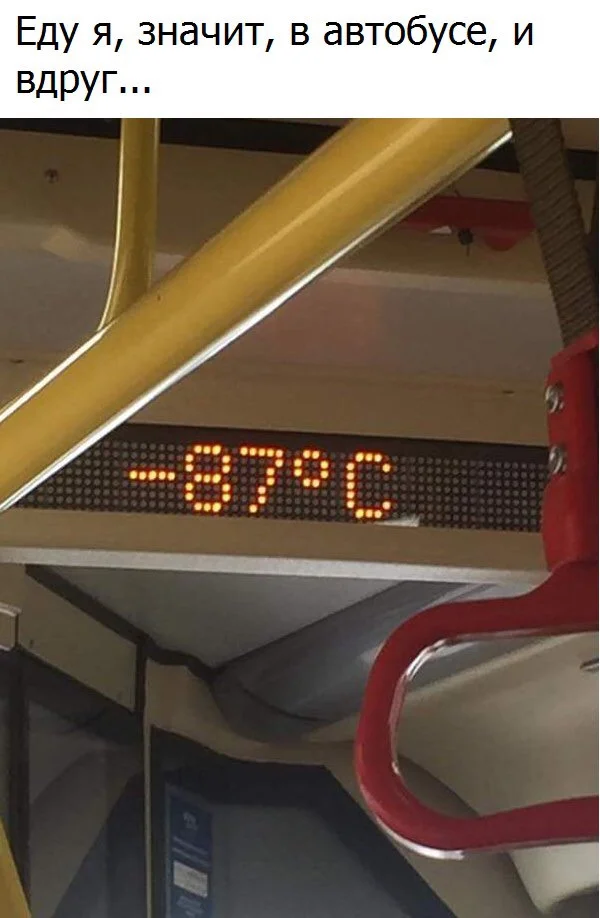 Еду я, значит, в автобусе, и
вдруг...
-87°C